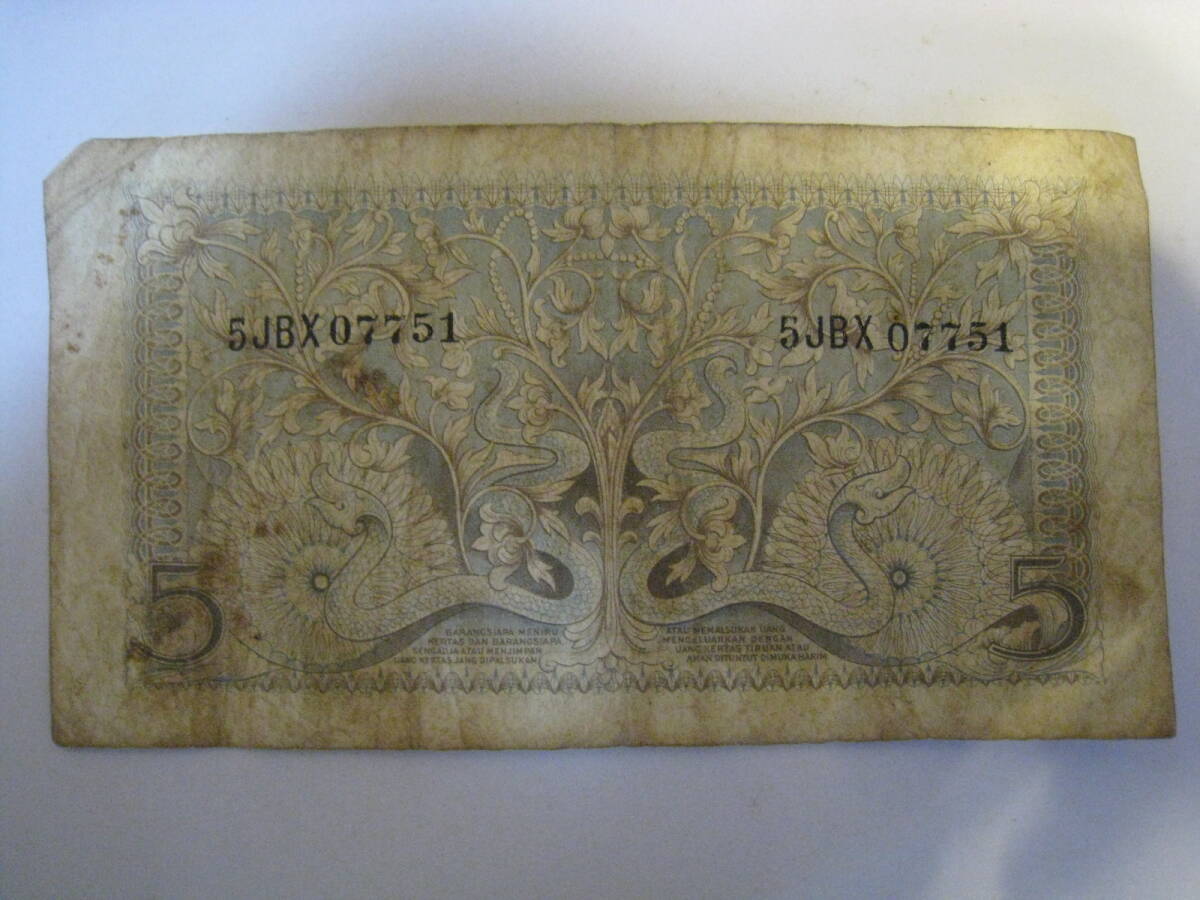 5JBX 07751
5JBX 07751
5
5
BARANGSIAPA MENIRU
KERTAS DAN BARANGSIAPA
SENGADJA ATAU MENJIMPAN
UANG KERTAS JANG DIPALSUKAN
ATAU MEMALSUKAN UANG
MENGELUARKAN DENGAN
UANG KERTAS TIRUAN ATAU
AKAN DITUNTUT DIMUKA HAKIM